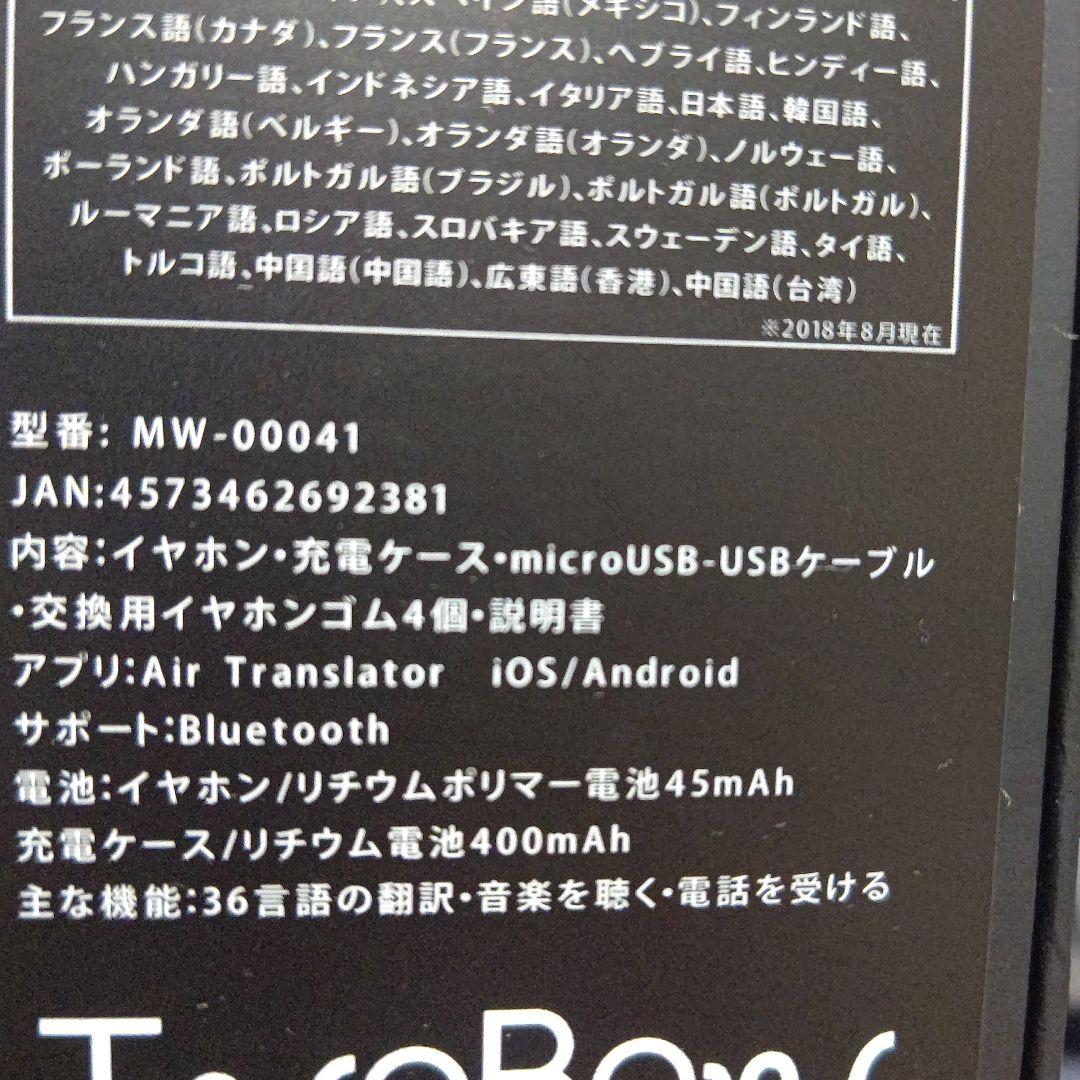 語(メキシコ)、フィンランド語、
フランス語(カナダ)、フランス(フランス)、ヘブライ語、ヒンディー語、
ハンガリー語、インドネシア語、イタリア語、日本語、韓国語、
オランダ語(ベルギー)、オランダ語(オランダ)、ノルウェー語、
ポーランド語、ポルトガル語(ブラジル)、ポルトガル語(ポルトガル)、
ルーマニア語、ロシア語、スロバキア語、スウェーデン語、タイ語、
トルコ語、中国語(中国語)、広東語(香港)、中国語(台湾)
※2018年8月現在
型番: MW-00041
JAN:4573462692381
内容:イヤホン・充電ケース・microUSB-USBケーブル
・交換用イヤホンゴム4個・説明書
アプリ:Air Translator iOS/Android
サポート:Bluetooth
電池:イヤホン/リチウムポリマー電池45mAh
充電ケース/リチウム電池400mAh
主な機能:36言語の翻訳・音楽を聴く・電話を受ける